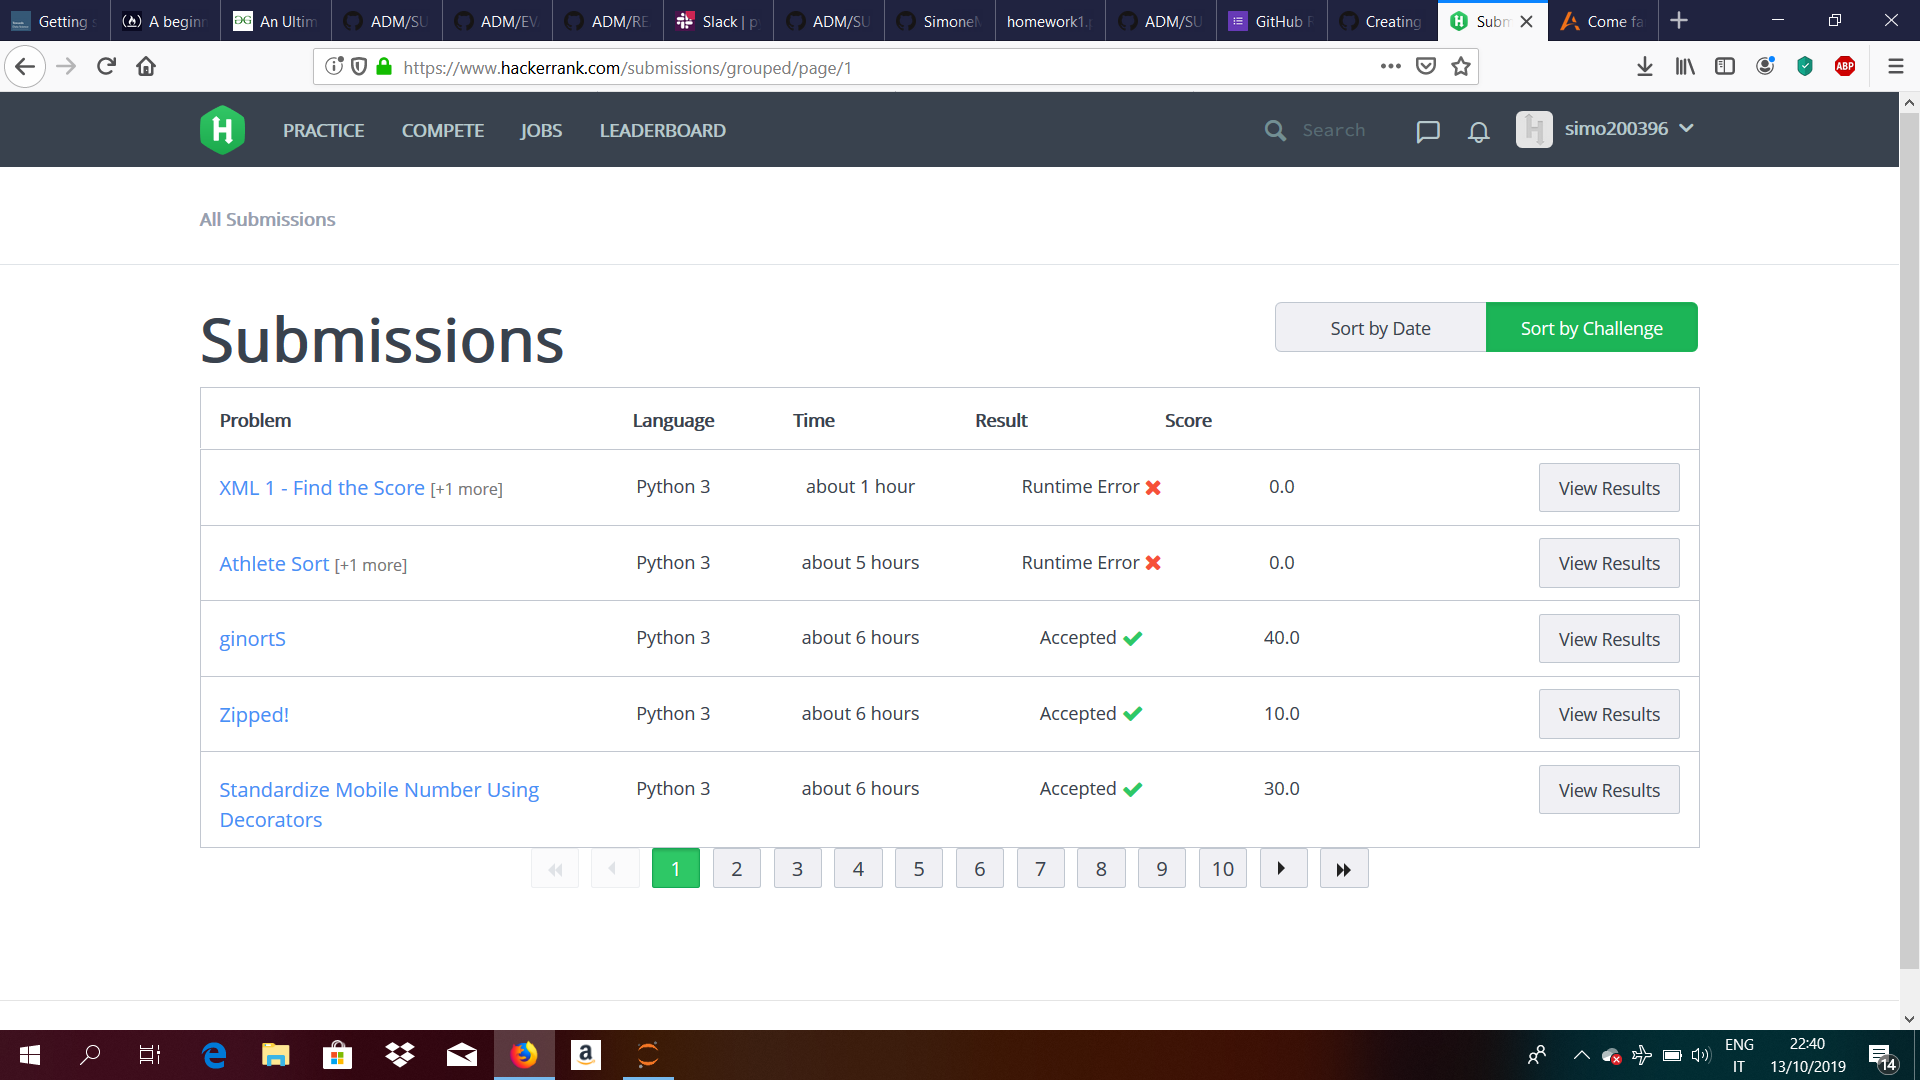 Getting
A beginn
An Ultim
ADM/SU
ADM/EV
ADM/RE
Slack | p
ADM/SU
SimoneM
homework1.p
ADM/SU
GitHub F
Creating
Subm
Come fa
https://www.hackerrank.com/submissions/grouped/page/1
ABP
PRACTICE COMPETE JOBS LEADERBOARD
Search
simo200396
All Submissions
Submissions
Sort by Date Sort by Challenge
Problem Language Time Result Score
XML 1 - Find the Score [+1 more] Python 3 about 1 hour Runtime Error 0.0 View Results
Athlete Sort [+1 more] Python 3 about 5 hours Runtime Error 0.0 View Results
ginortS Python 3 about 6 hours Accepted 40.0 View Results
Zipped! Python 3 about 6 hours Accepted 10.0 View Results
Standardize Mobile Number Using Python 3 about 6 hours Accepted 30.0 View Results
Decorators
1 2 3 4 5 6 7 8 9 10
ENG 22:40
IT 13/10/2019
14